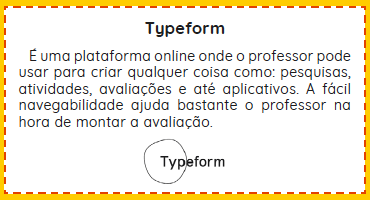 Typeform
É uma plataforma online onde o professor pode
usar para criar qualquer coisa como: pesquisas,
atividades, avaliações e até aplicativos. A fácil
navegabilidade ajuda bastante o professor na
hora de montar a avaliação.
Typeform